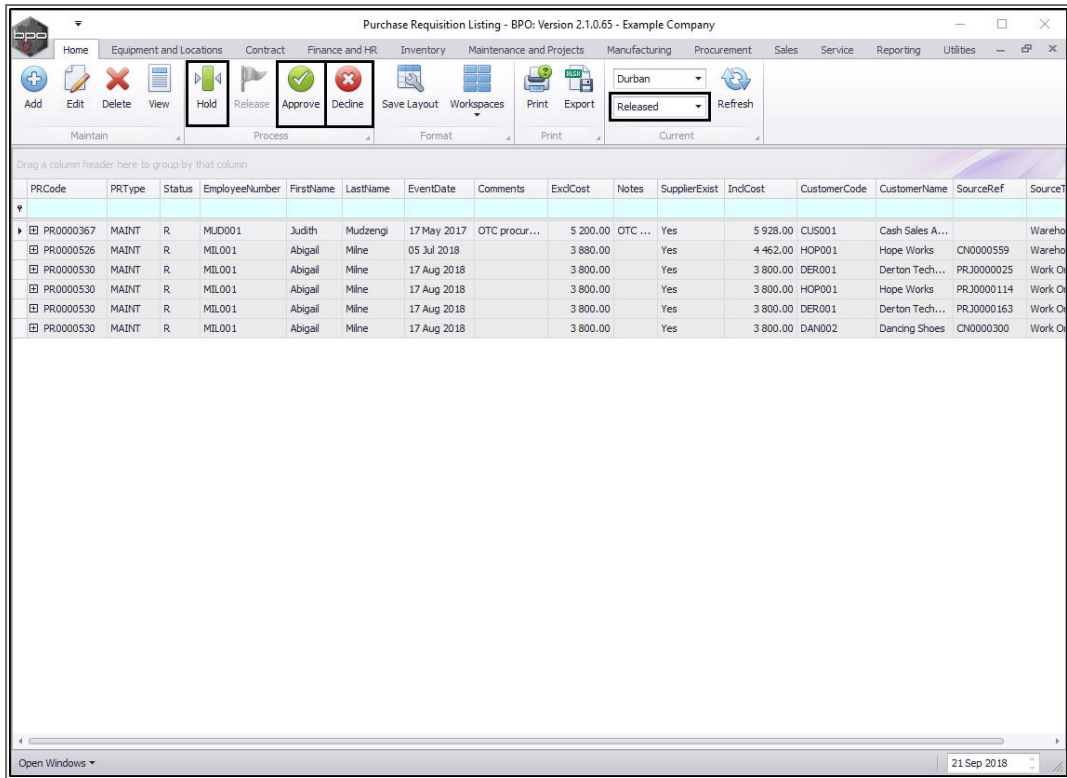 bpo
Purchase Requisition Listing - BPO: Version 2.1.0.65 - Example Company
Home Equipment and Locations Contract Finance and HR Inventory Maintenance and Projects Manufacturing Procurement Sales Service Reporting Utilities
Add Edit Delete View Hold Release Approve Decline Save Layout Workspaces Print Export Durban Released Refresh
XLSX
Maintain Process Format Print Current
Drag a column header here to group by that column
PRCode PRType Status EmployeeNumber FirstName LastName EventDate Comments ExclCost Notes SupplierExist InclCost CustomerCode CustomerName SourceRef SourceT
PR0000367 MAINT R MUD001 Judith Mudzengi 17 May 2017 OTC procur... 5 200.00 OTC ... Yes 5 928.00 CUS001 Cash Sales A... Wareho
PR0000526 MAINT R MIL001 Abigail Milne 05 Jul 2018 3 880.00 Yes 4 462.00 HOP001 Hope Works CN0000559 Wareho
PR0000530 MAINT R MIL001 Abigail Milne 17 Aug 2018 3 800.00 Yes 3 800.00 DER001 Derton Tech... PRJ0000025 Work Or
PR0000530 MAINT R MIL001 Abigail Milne 17 Aug 2018 3 800.00 Yes 3 800.00 HOP001 Hope Works PRJ0000114 Work Or
PR0000530 MAINT R MIL001 Abigail Milne 17 Aug 2018 3 800.00 Yes 3 800.00 DER001 Derton Tech... PRJ0000163 Work Or
PR0000530 MAINT R MIL001 Abigail Milne 17 Aug 2018 3 800.00 Yes 3 800.00 DAN002 Dancing Shoes CN0000300 Work Or
Open Windows 21 Sep 2018